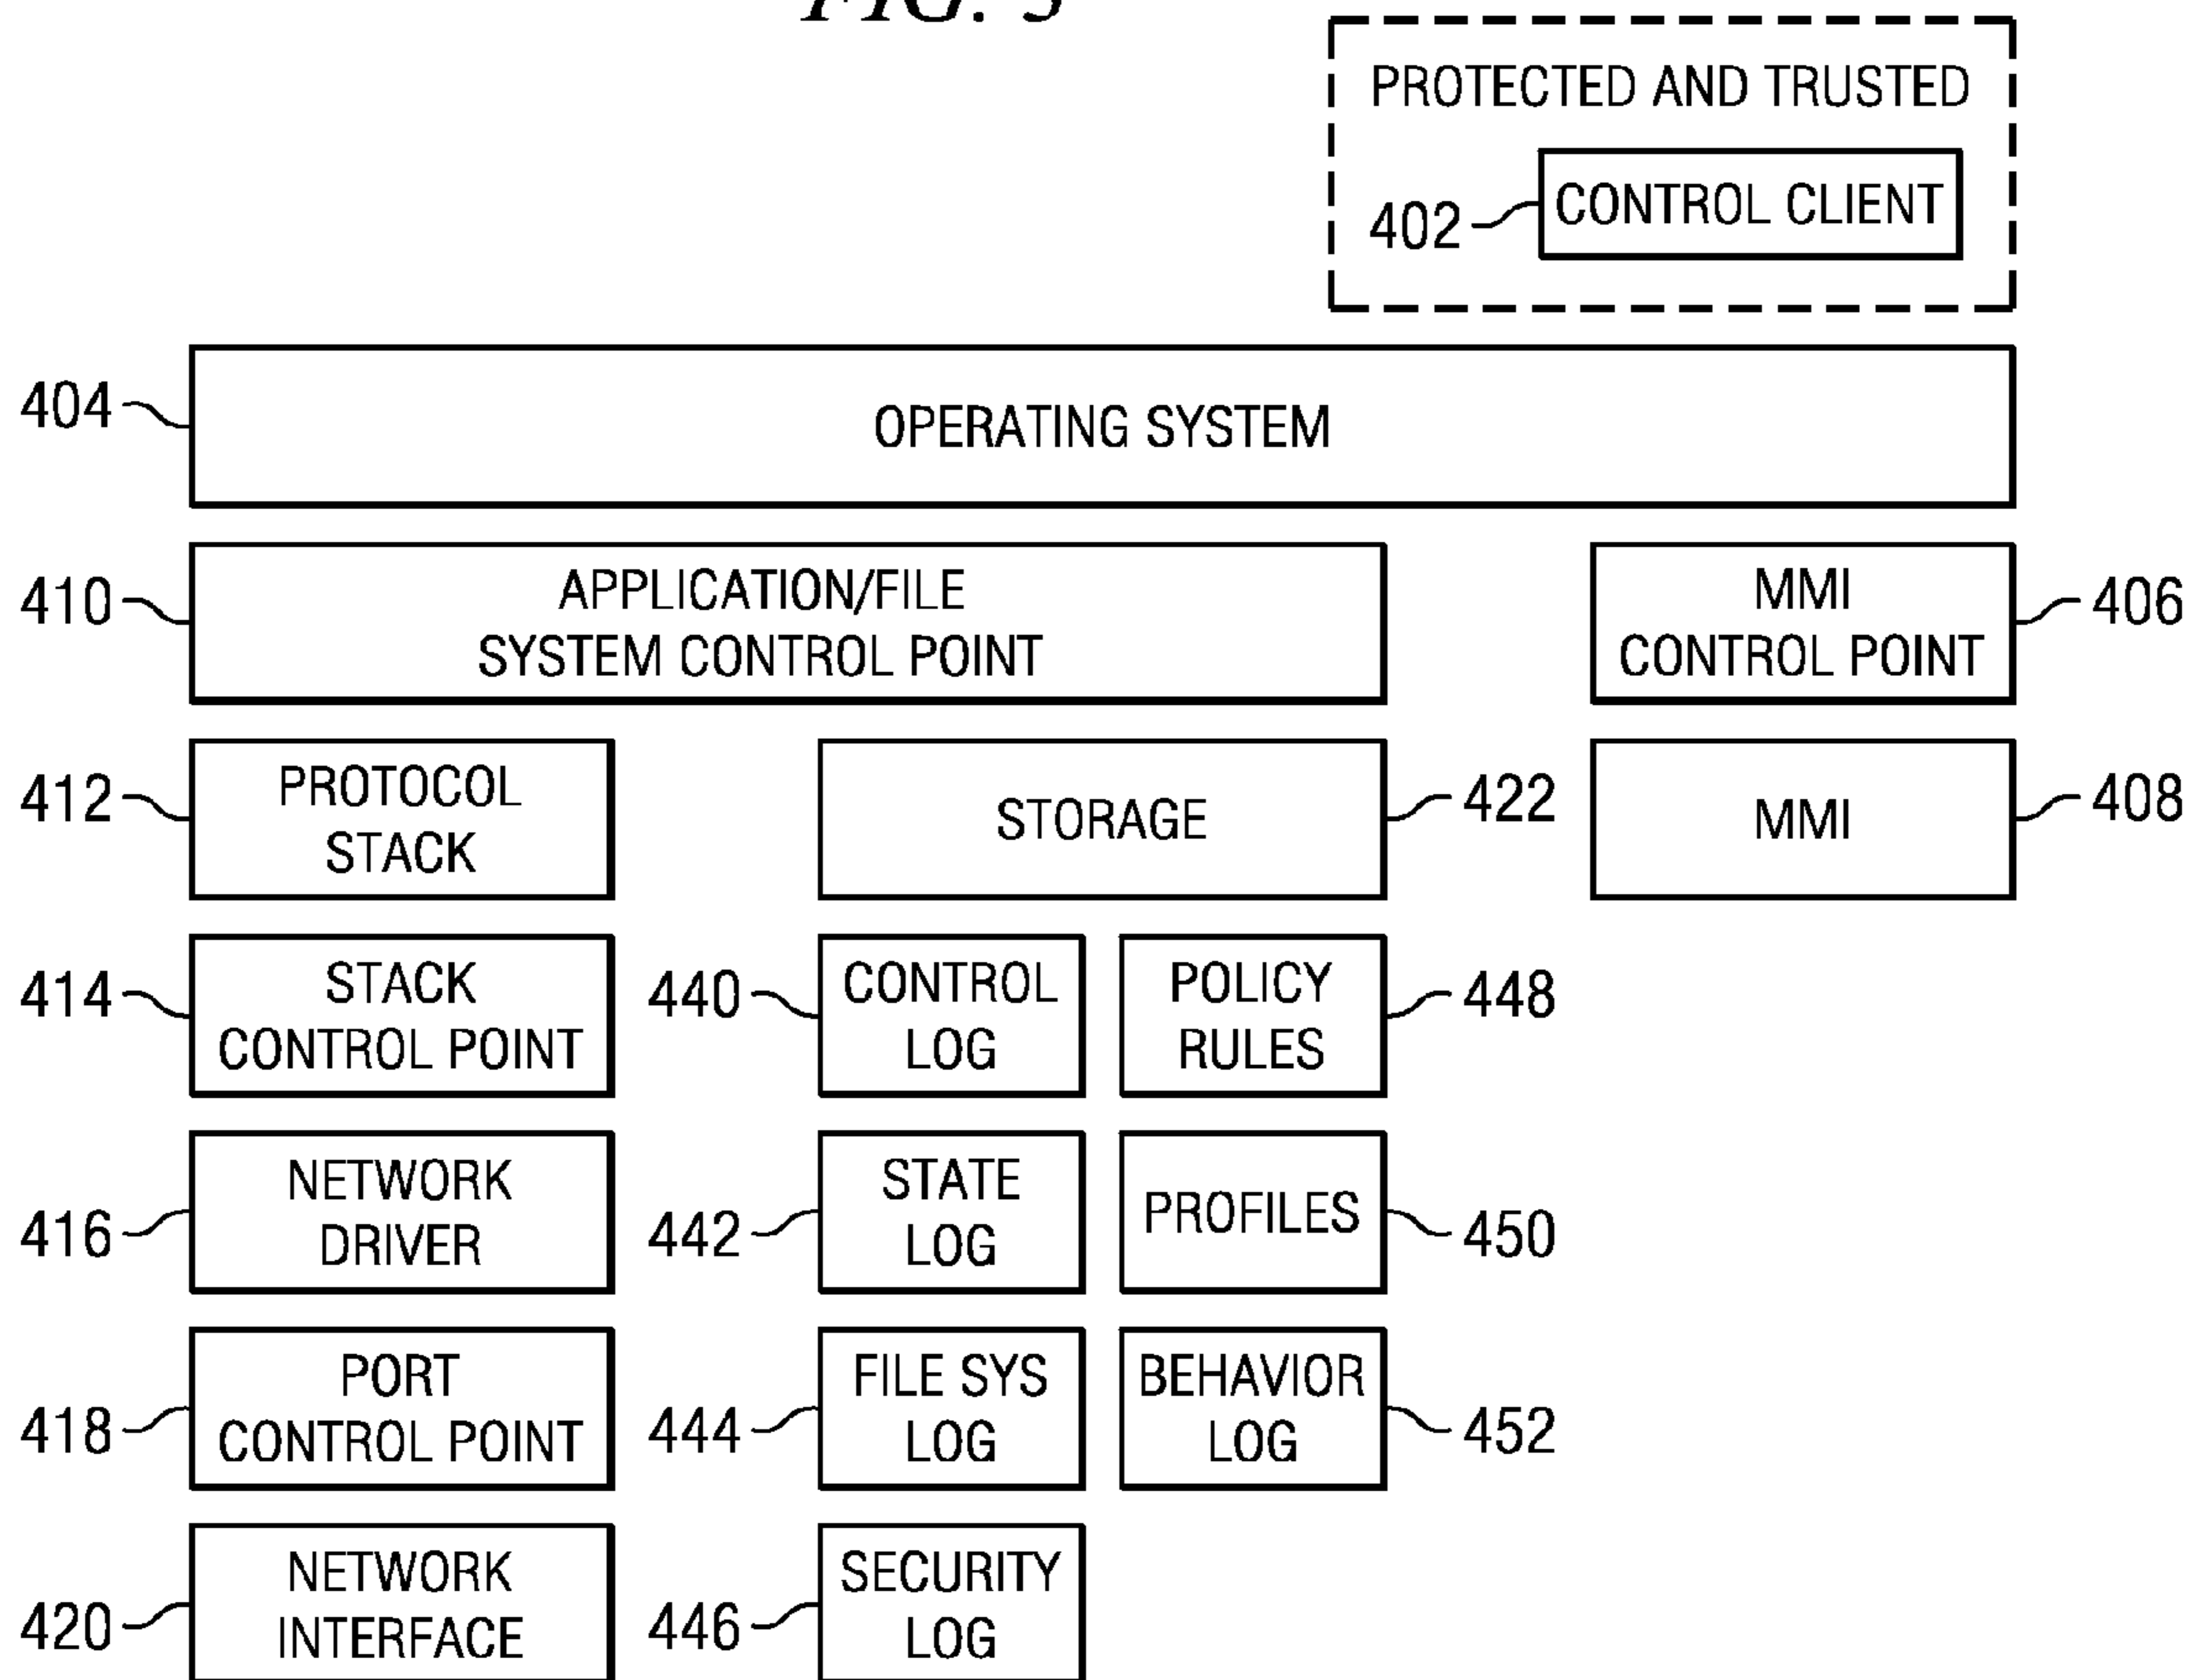 FIG.
PROTECTED AND TRUSTED
402 CONTROL CLIENT
404 OPERATING SYSTEM
410 APPLICATION/FILE
SYSTEM CONTROL POINT
MMI
CONTROL POINT 406
412 PROTOCOL
STACK
STORAGE 422
MMI 408
414 STACK
CONTROL POINT
440 CONTROL
LOG
POLICY
RULES 448
416 NETWORK
DRIVER
442 STATE
LOG
PROFILES 450
418 PORT
CONTROL POINT
444 FILE SYS
LOG
BEHAVIOR
LOG 452
420 NETWORK
INTERFACE
446 SECURITY
LOG